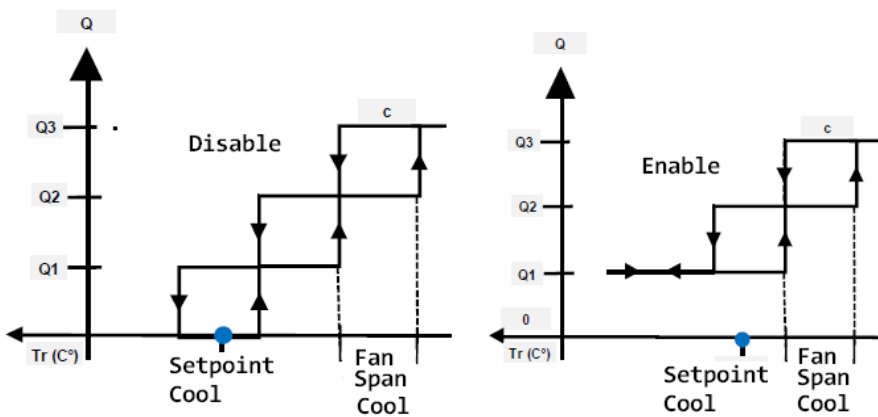 Q
Q3
Q2
Q1
Tr (C°)
Disable
c
Setpoint
Cool
Fan
Span
Cool
Q
Q3
Q2
Q1
0
Tr (C°)
Enable
c
Setpoint
Cool
Fan
Span
Cool